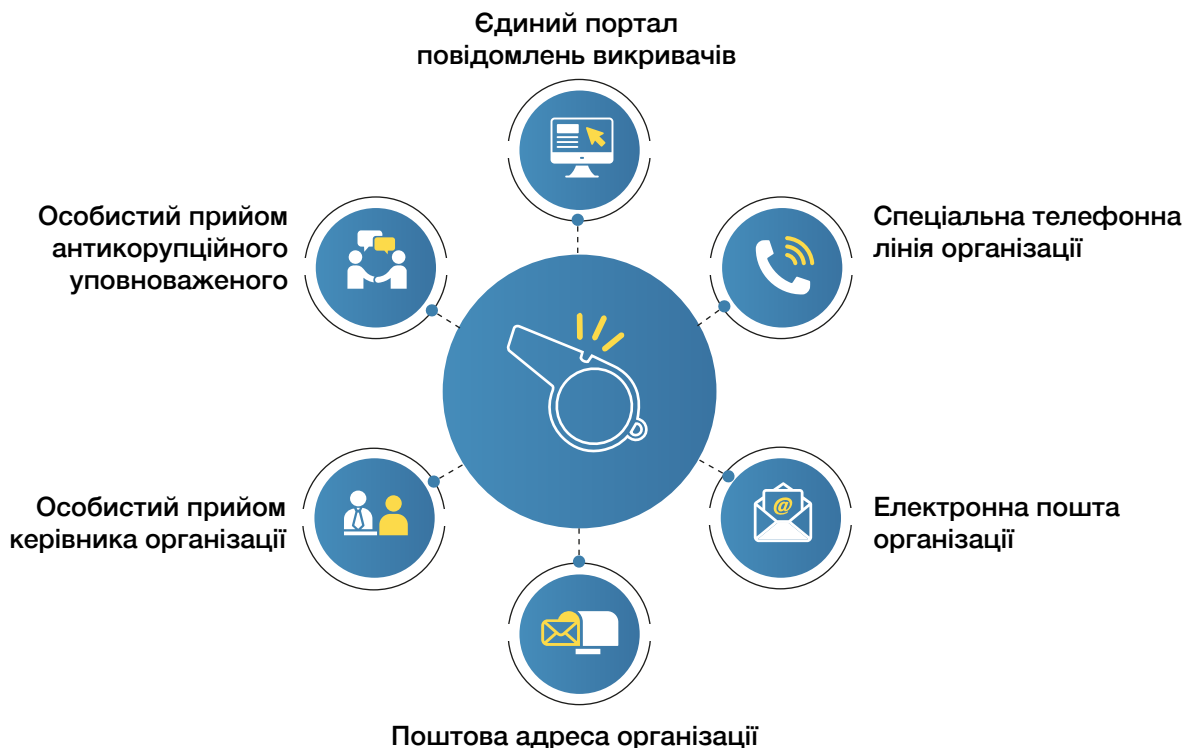 Єдиний портал
повідомлень викривачів
Особистий прийом
антикорупційного
уповноваженого
Спеціальна телефонна
лінія організації
Особистий прийом
керівника організації
@
Електронна пошта
організації
Поштова адреса організації